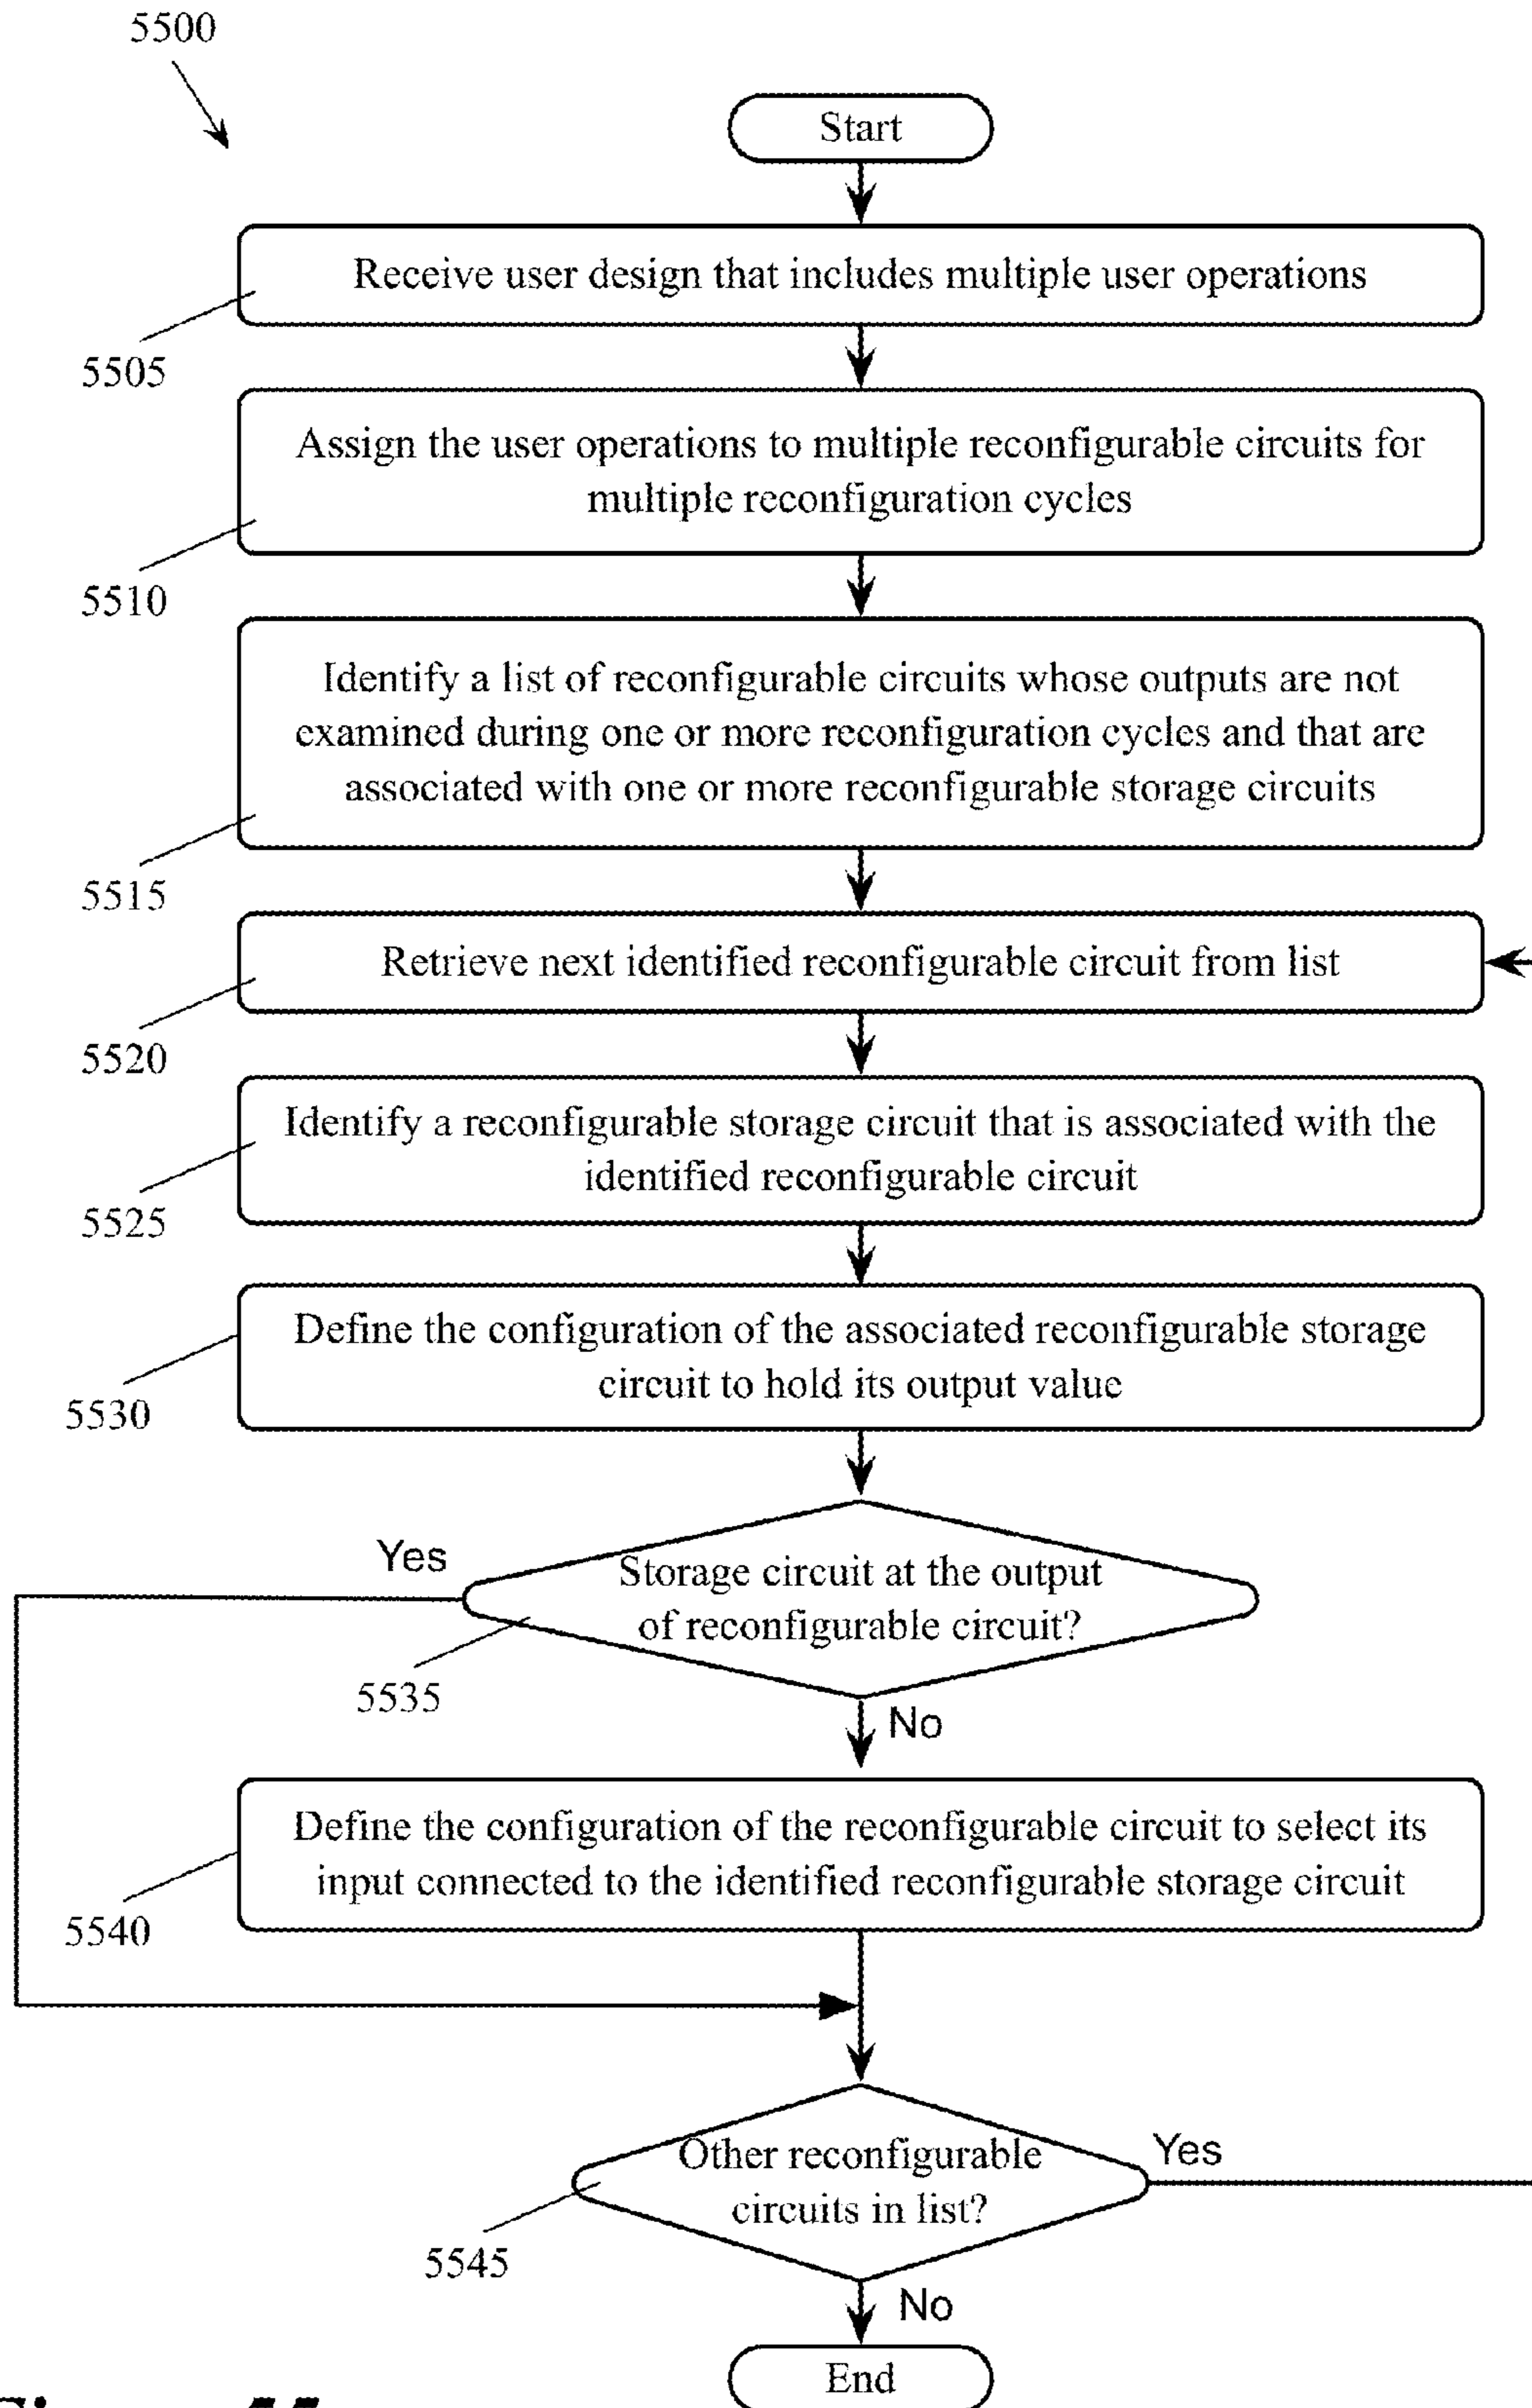 5500
Start
Receive user design that includes multiple user operations
5505
Assign the user operations to multiple reconfigurable circuits for
multiple reconfiguration cycles
5510
Identify a list of reconfigurable circuits whose outputs are not
examined during one or more reconfiguration cycles and that are
associated with one or more reconfigurable storage circuits
5515
Retrieve next identified reconfigurable circuit from list
5520
Identify a reconfigurable storage circuit that is associated with the
identified reconfigurable circuit
5525
Define the configuration of the associated reconfigurable storage
circuit to hold its output value
5530
Yes
Storage circuit at the output
of reconfigurable circuit?
5535
No
Define the configuration of the reconfigurable circuit to select its
input connected to the identified reconfigurable storage circuit
5540
Other reconfigurable
circuits in list?
Yes
5545
No
End